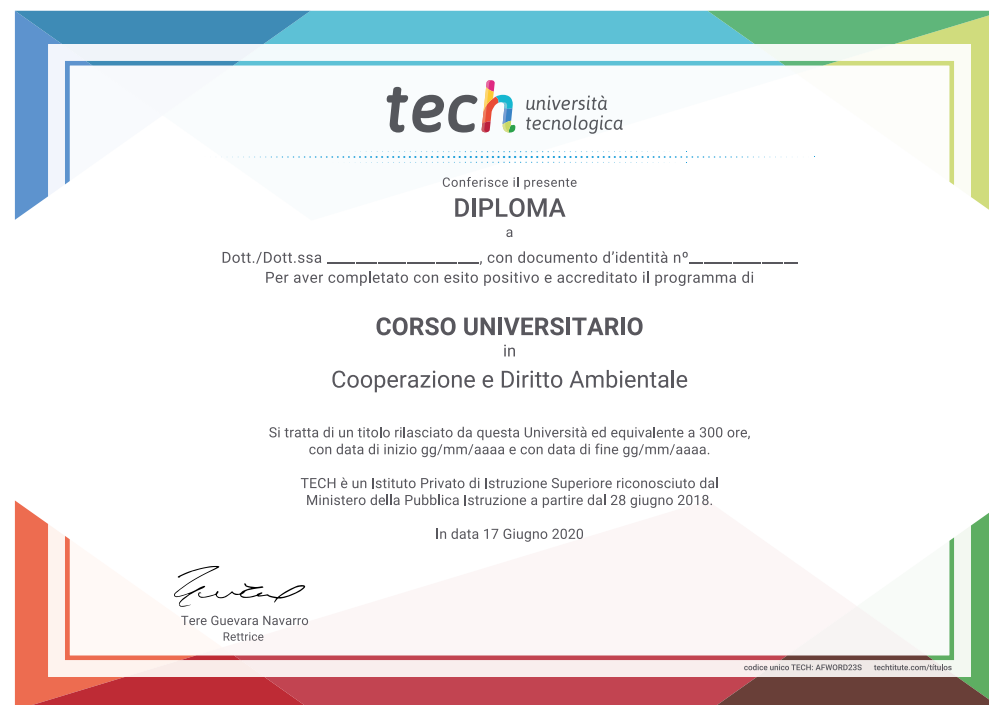 tech università
tecnologica
Conferisce il presente
DIPLOMA
a
Dott./Dott.ssa ___________________, con documento d'identità nº______________
Per aver completato con esito positivo e accreditato il programma di
CORSO UNIVERSITARIO
in
Cooperazione e Diritto Ambientale
Si tratta di un titolo rilasciato da questa Università ed equivalente a 300 ore,
con data di inizio gg/mm/aaaa e con data di fine gg/mm/aaaa.
TECH è un Istituto Privato di Istruzione Superiore riconosciuto dal
Ministero della Pubblica Istruzione a partire dal 28 giugno 2018.
In data 17 Giugno 2020
Tere Guevara Navarro
Rettrice
codice unico TECH: AFWORD23S techtitute.com/títulos